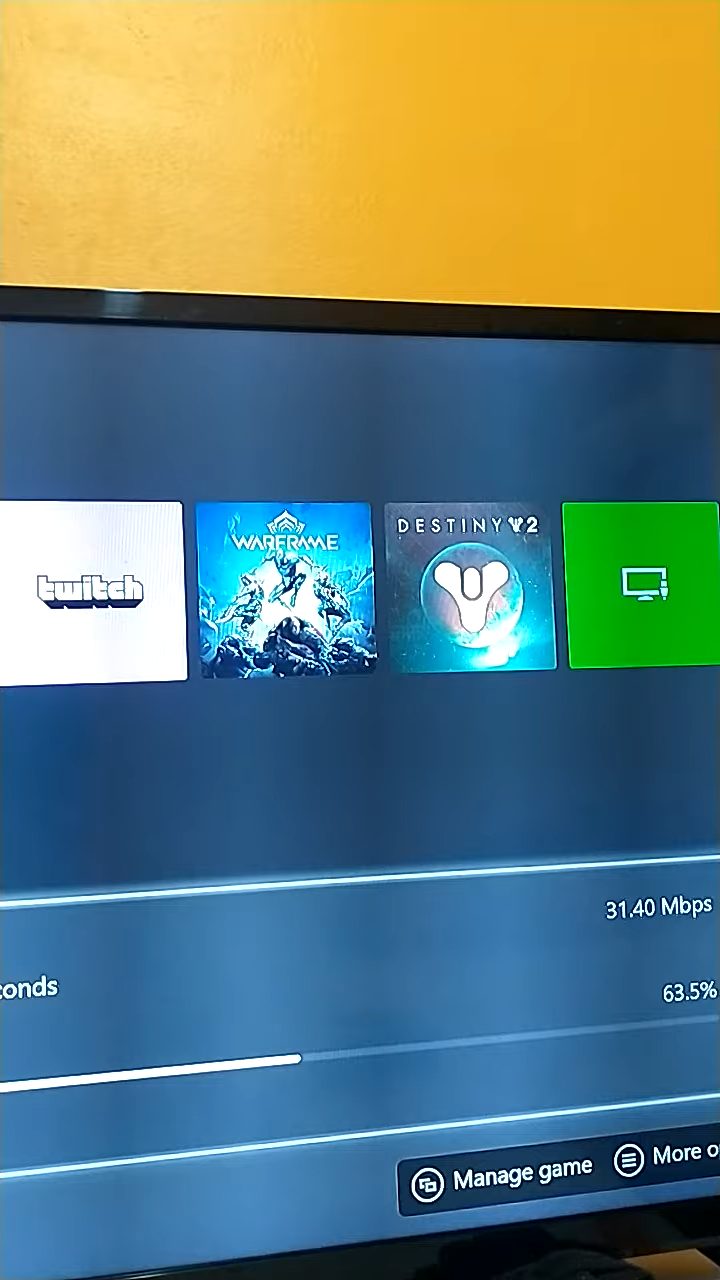 twitch
WARFRAME
DESTINY 2
31.40 Mbps
conds
63.5%
Manage game
More o